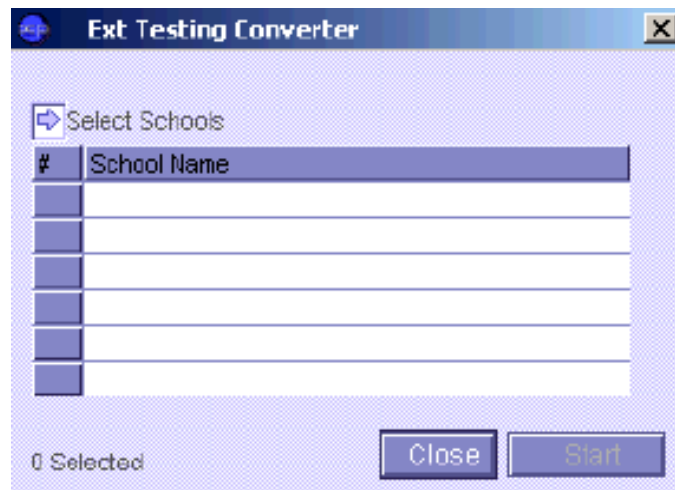 Ext Testing Converter
Select Schools
# School Name
0 Selected
Close Start